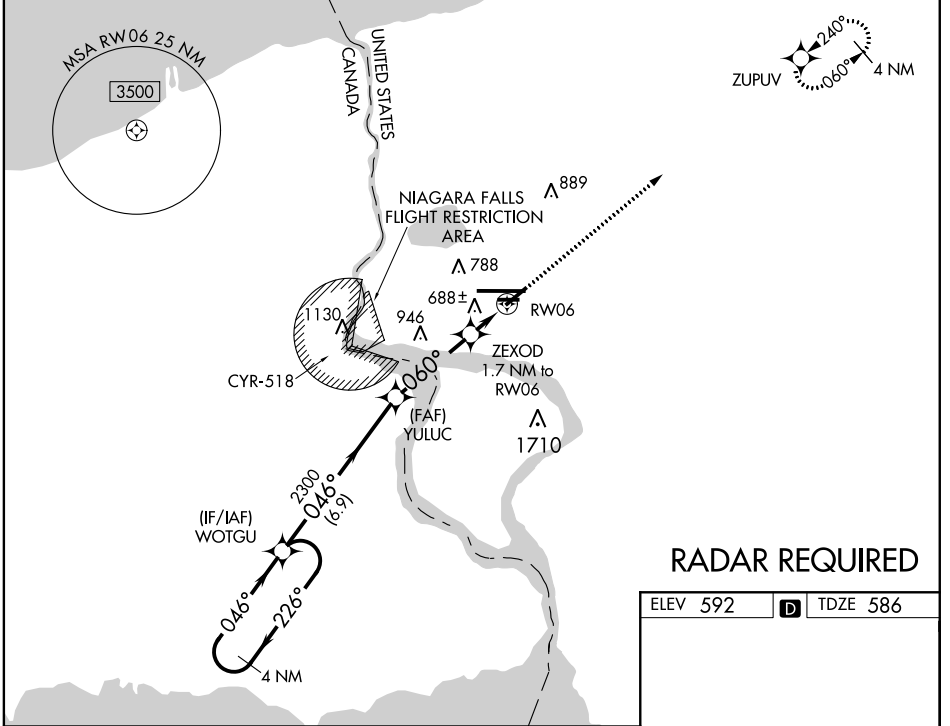 MSA RW06 25 NM
3500
UNITED STATES
CANADA
240°
060°
ZUPUV
4 NM
889
NIAGARA FALLS
FLIGHT RESTRICTION
AREA
788
688±
RW06
1130
946
ZEXOD
1.7 NM to
RW06
CYR-518
060°
(FAF)
YULUC
1710
2300
046°
(6.9)
(IF/IAF)
WOTGU
046°
226°
4 NM
RADAR REQUIRED
ELEV 592 D TDZE 586